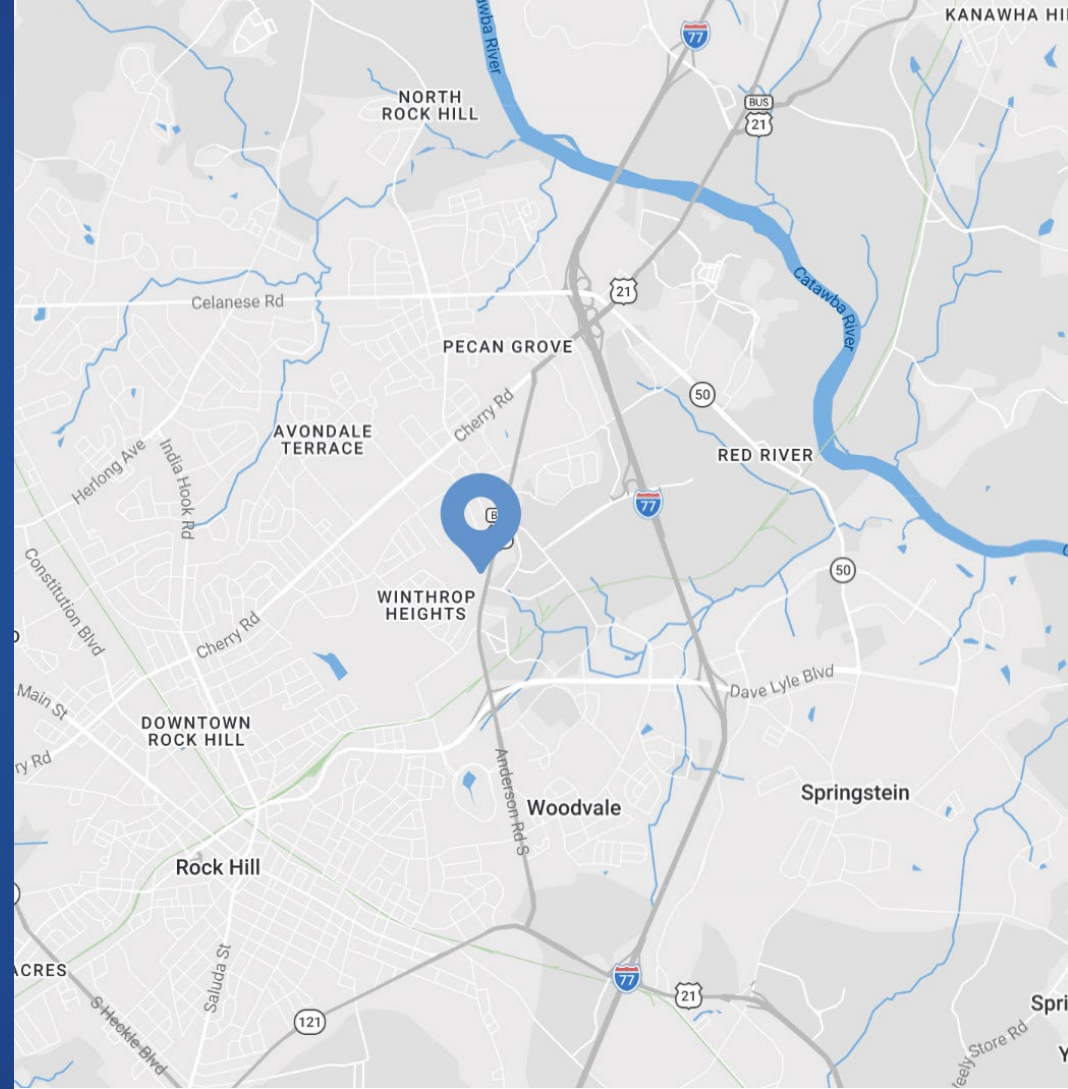 Catawba River
77
KANAWHA HI
NORTH
ROCK HILL
BUS
21
Catawba River
Celanese Rd
21
PECAN GROVE
50
Cherry Rd
AVONDALE
TERRACE
RED RIVER
Herlong Ave
India Hook Rd
77
B
50
Constitution Blvd
WINTHROP
HEIGHTS
Cherry Rd
Dave Lyle Blvd
Main St
DOWNTOWN
ROCK HILL
ry Rd
Anderson Rd S
Woodvale
Springstein
Rock Hill
ACRES
Saluda St
77
21
S Heckle Blvd
121
Spri
eely Store Rd
Y